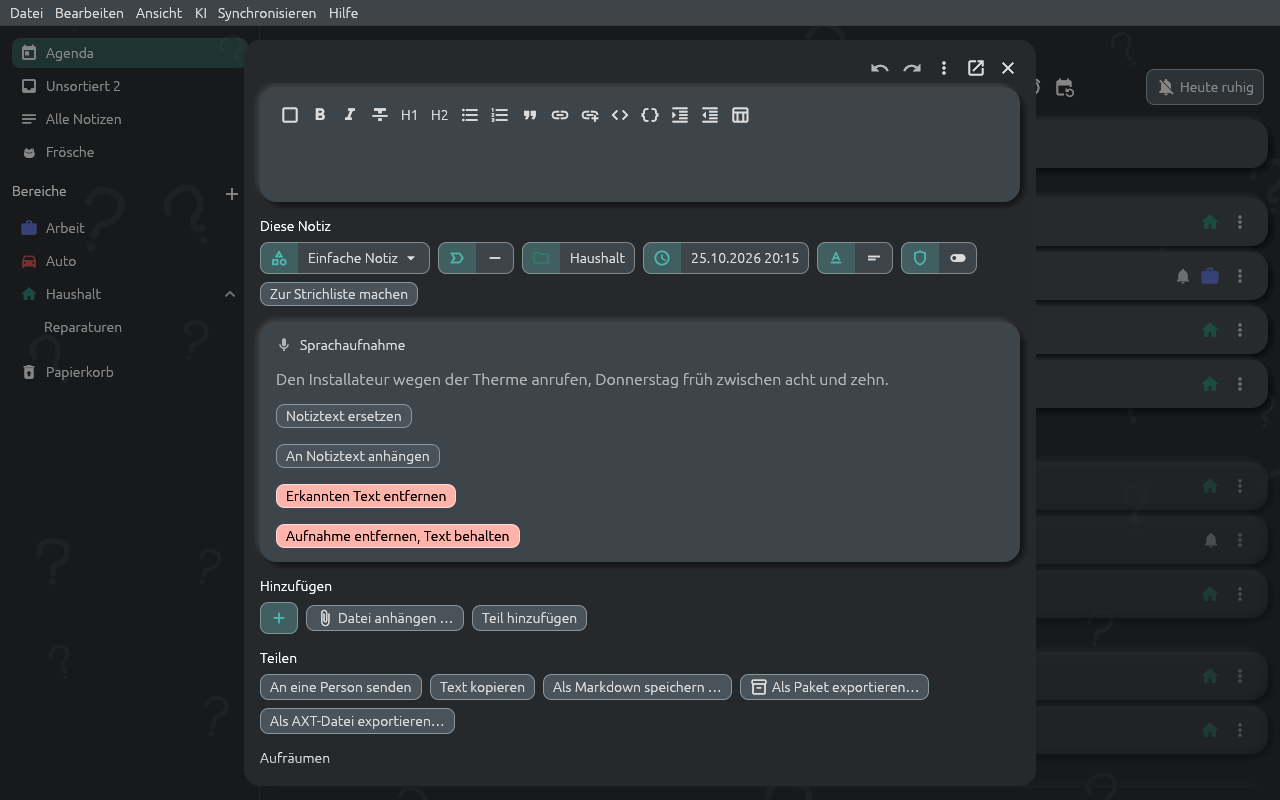 Datei Bearbeiten Ansicht KI Synchronisieren Hilfe
Agenda
Unsortiert 2
Alle Notizen
Frösche
Bereiche
Arbeit
Auto
Haushalt
Reparaturen
Papierkorb
Heute ruhig
B I S H1 H2
Diese Notiz
Einfache Notiz
Haushalt
25.10.2026 20:15
Zur Strichliste machen
Sprachaufnahme
Den Installateur wegen der Therme anrufen, Donnerstag früh zwischen acht und zehn.
Notiztext ersetzen
An Notiztext anhängen
Erkannten Text entfernen
Aufnahme entfernen, Text behalten
Hinzufügen
Datei anhängen … Teil hinzufügen
Teilen
An eine Person senden Text kopieren Als Markdown speichern … Als Paket exportieren…
Als AXT-Datei exportieren…
Aufräumen